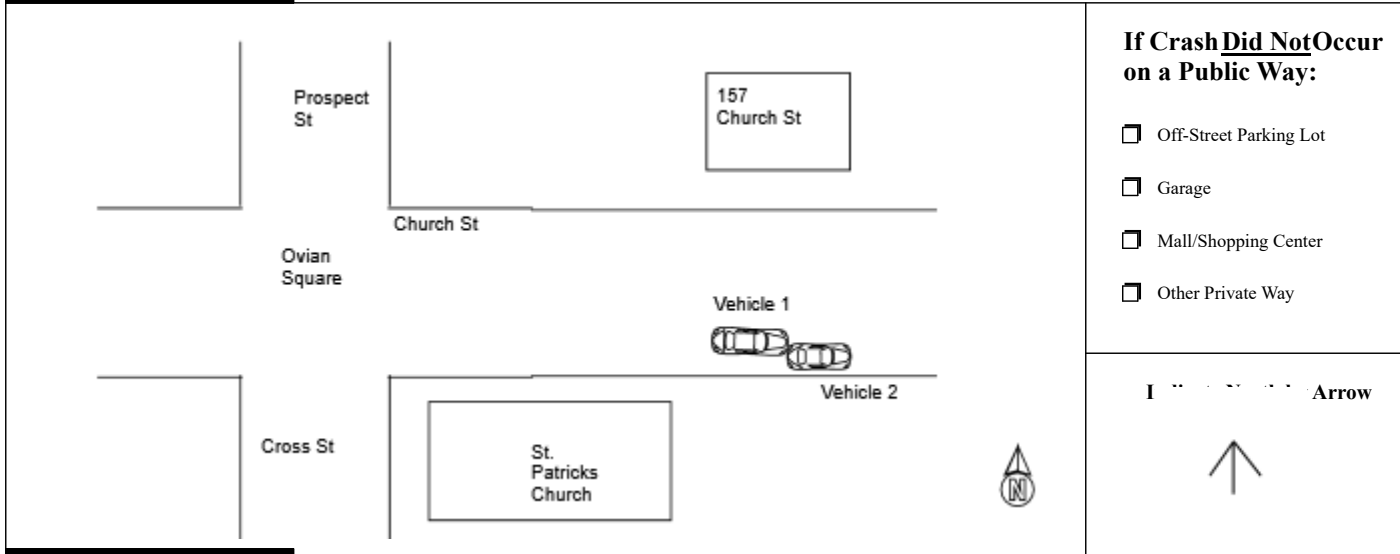 Prospect
St
157
Church St
Church St
Ovian
Square
Vehicle 1
Vehicle 2
Cross St
St.
Patricks
Church
N
If Crash Did Not Occur
on a Public Way:
Off-Street Parking Lot
Garage
Mall/Shopping Center
Other Private Way
Arrow